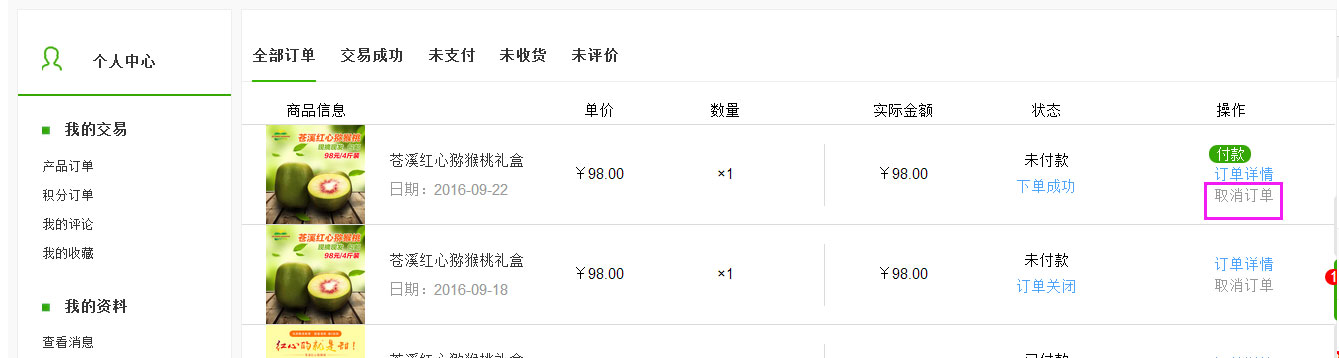 个人中心
全部订单 交易成功 未支付 未收货 未评价
我的交易
产品订单
积分订单
我的评论
我的收藏
我的资料
查看消息
商品信息 单价 数量 实际金额 状态 操作
苍溪红心猕猴桃
98元/4斤装
苍溪红心猕猴桃礼盒
日期：2016-09-22
￥98.00 ×1 ￥98.00
未付款
下单成功
付款
订单详情
取消订单
苍溪红心猕猴桃
98元/4斤装
苍溪红心猕猴桃礼盒
日期：2016-09-18
￥98.00 ×1 ￥98.00
未付款
订单关闭
订单详情
取消订单
红心的就是甜！
1